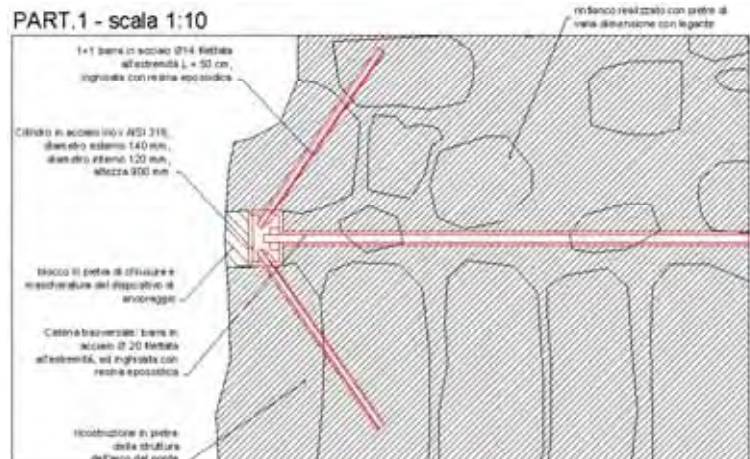 PART.1 - scala 1:10
rinfianco realizzato con pietre di
varia dimensione con legante
1+1 barra in acciaio Ø14 filettata
all'estremità L = 50 cm,
inghisata con resina epossidica
Cilindro in acciaio inox AISI 316,
diametro esterno 140 mm,
diametro interno 120 mm,
altezza 900 mm
blocco in pietra di chiusura e
mascheratura del dispositivo di
ancoraggio
Catena trasversale: barra in
acciaio Ø 20 filettata
all'estremità, ed inghisata con
resina epossidica
ricostruzione in pietra
della struttura
dell'arco del ponte